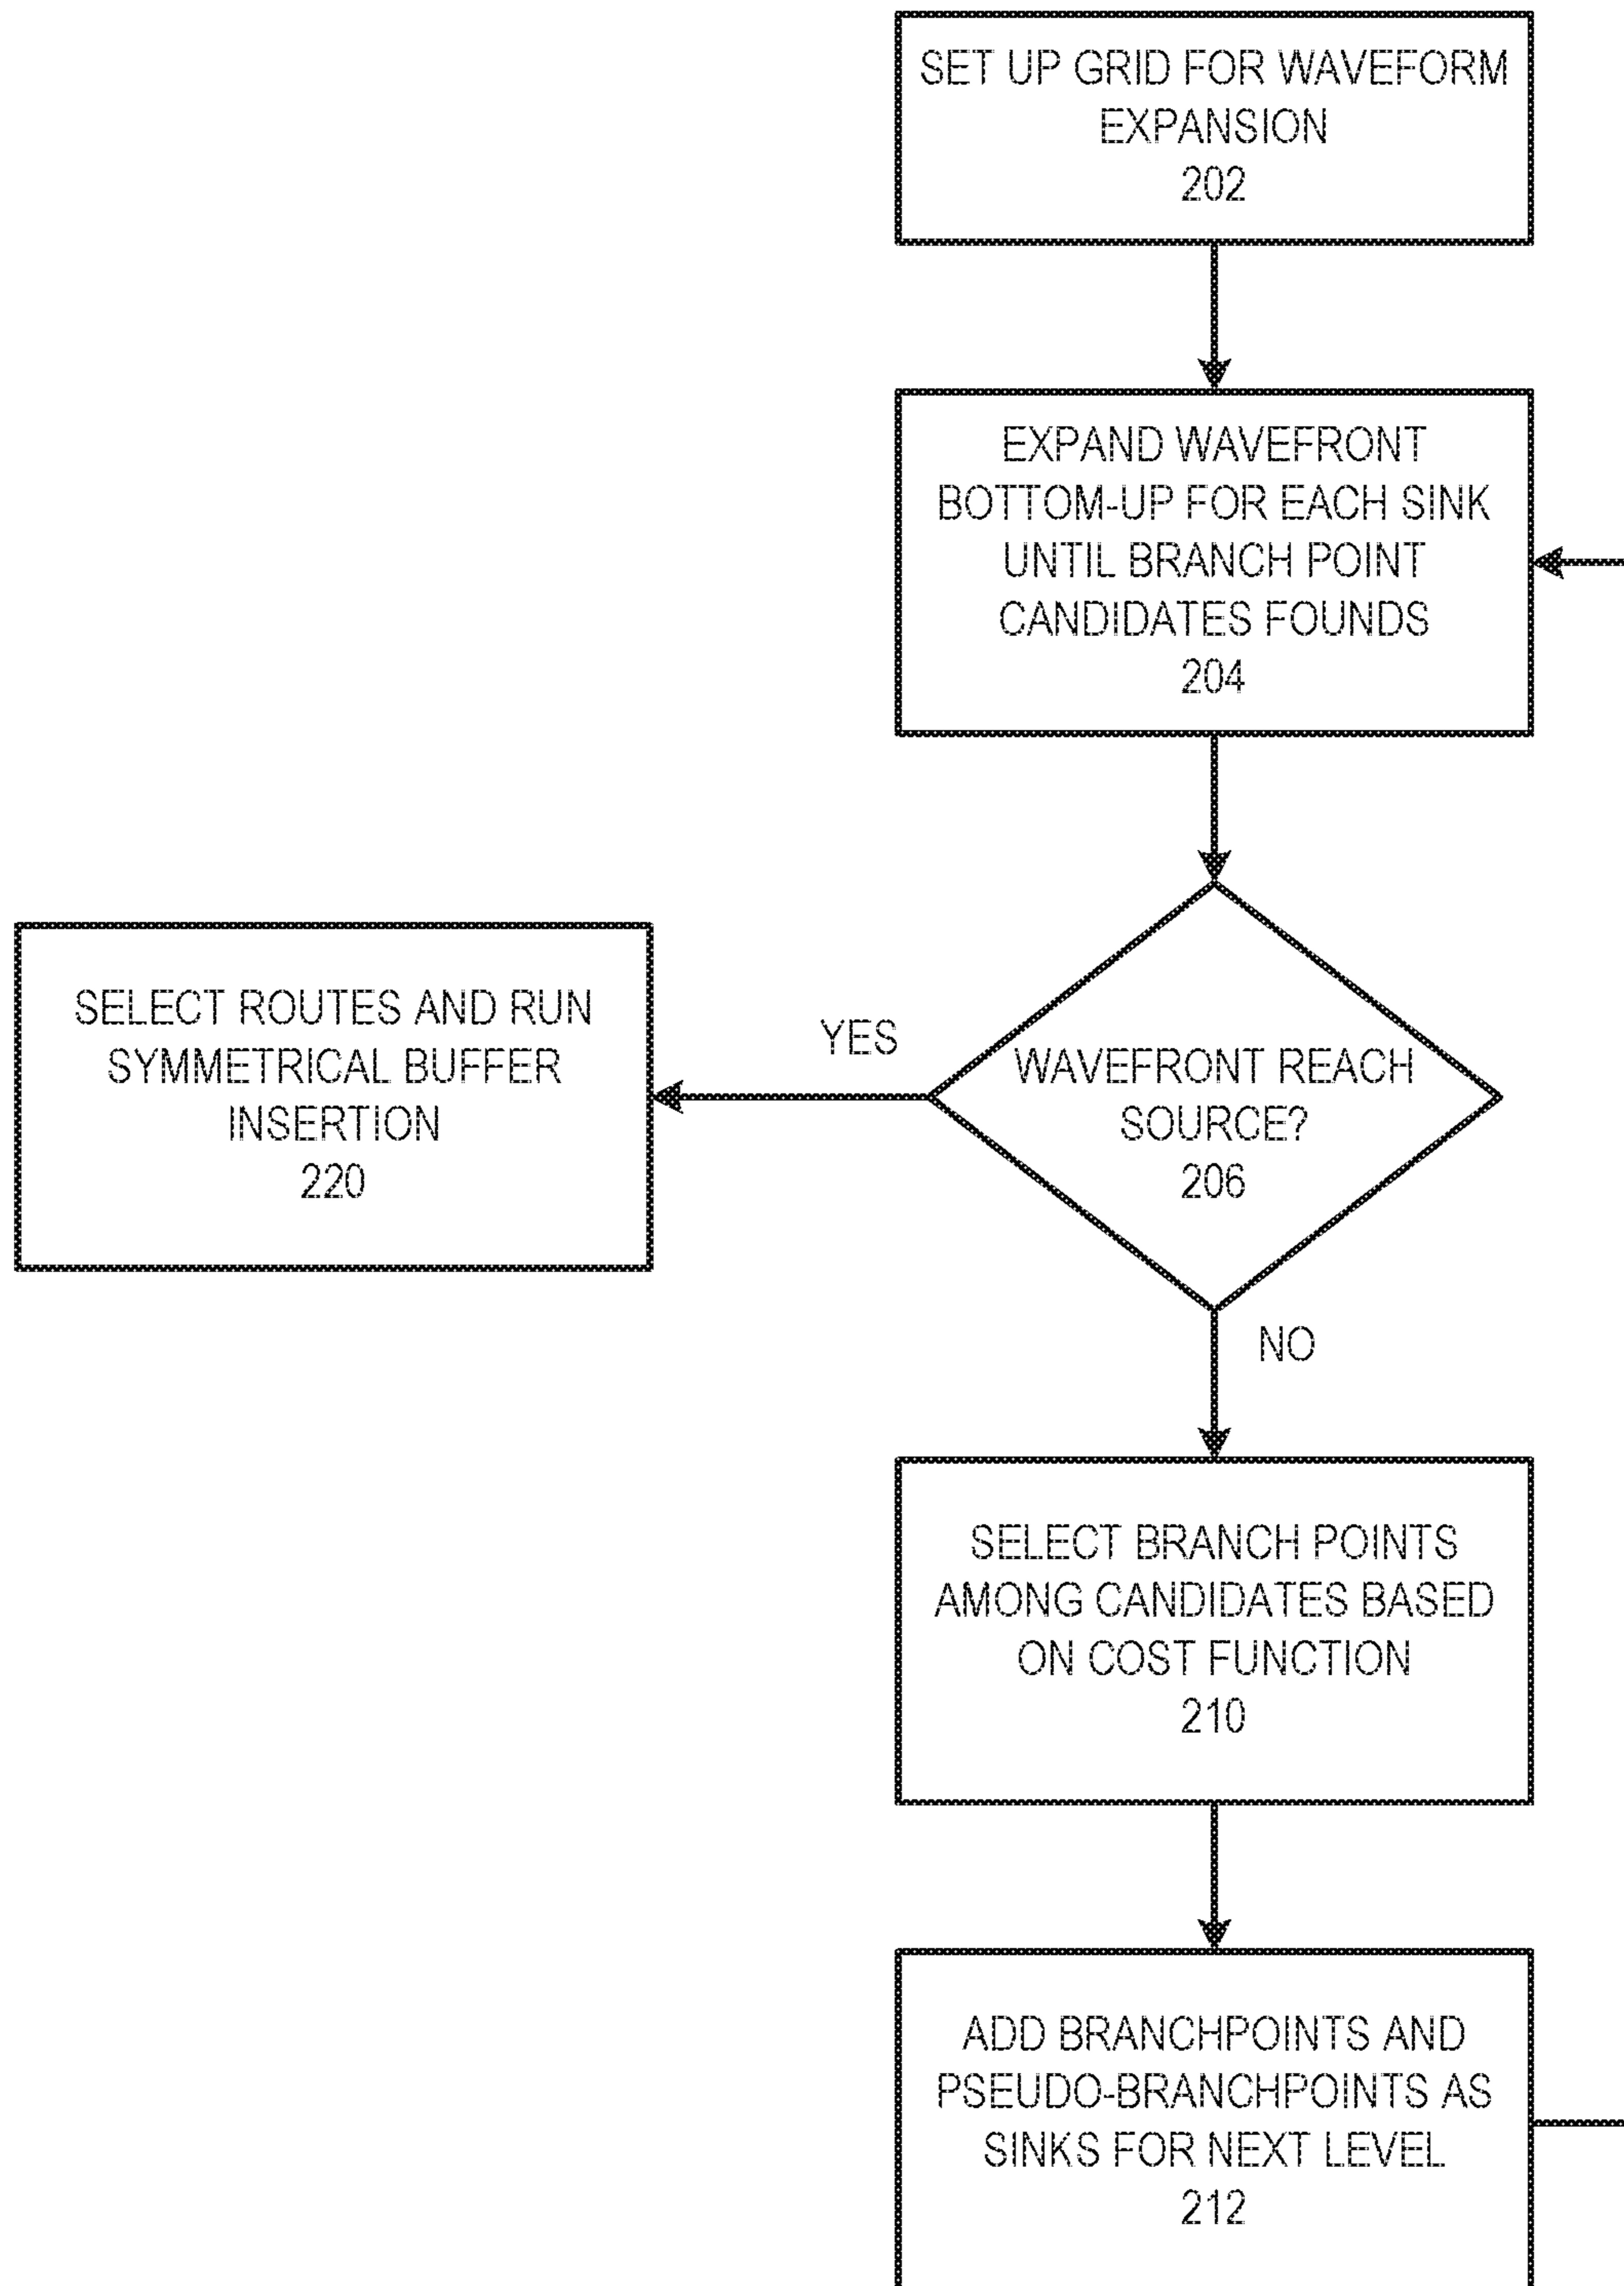 SET UP GRID FOR WAVEFORM
EXPANSION
202
EXPAND WAVEFRONT
BOTTOM-UP FOR EACH SINK
UNTIL BRANCH POINT
CANDIDATES FOUNDS
204
WAVEFRONT REACH
SOURCE?
206
YES
SELECT ROUTES AND RUN
SYMMETRICAL BUFFER
INSERTION
220
NO
SELECT BRANCH POINTS
AMONG CANDIDATES BASED
ON COST FUNCTION
210
ADD BRANCHPOINTS AND
PSEUDO-BRANCHPOINTS AS
SINKS FOR NEXT LEVEL
212